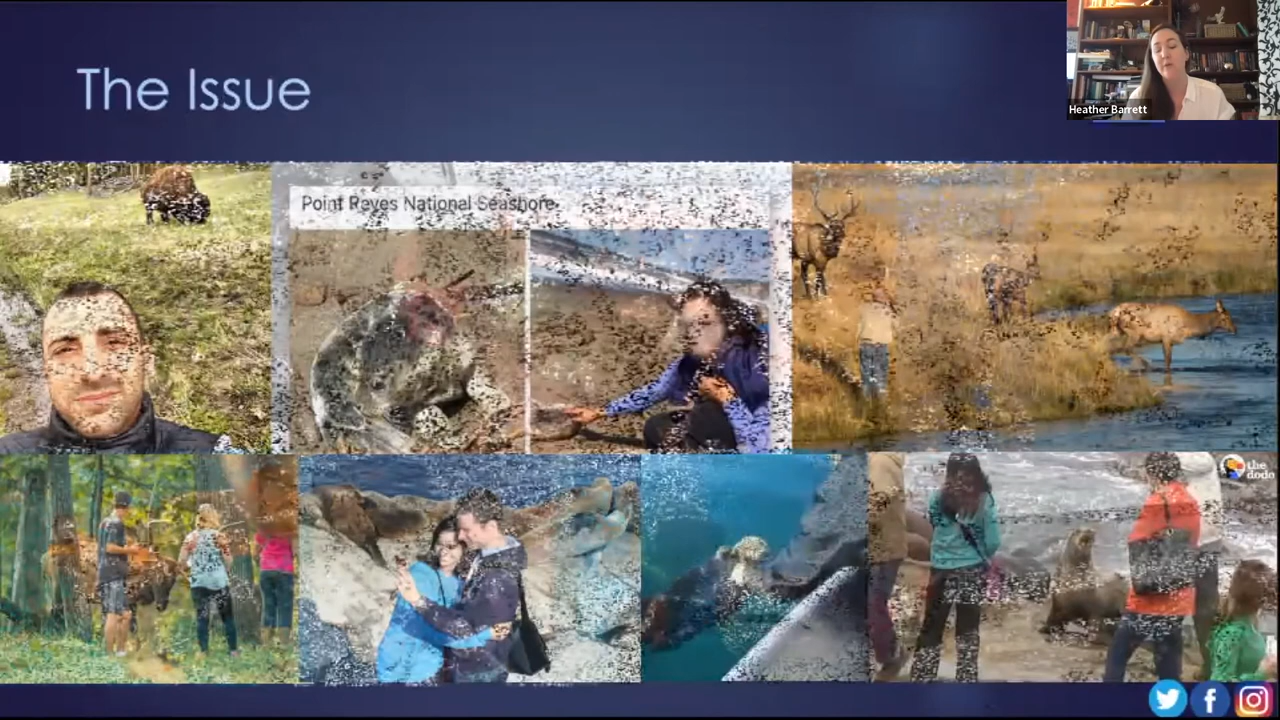 The Issue
Heather Barrett
Point Reyes National Seashore
the
dodo